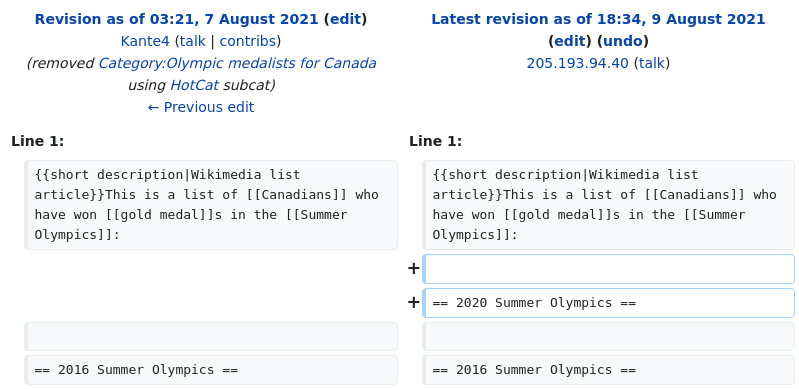 Revision as of 03:21, 7 August 2021 (edit)
Kante4 (talk | contribs)
(removed Category:Olympic medalists for Canada
using HotCat subcat)
← Previous edit
Latest revision as of 18:34, 9 August 2021
(edit) (undo)
205.193.94.40 (talk)
Line 1:
Line 1:
{{short description|Wikimedia list
article}}This is a list of [[Canadians]] who
have won [[gold medal]]s in the [[Summer
Olympics]]:
{{short description|Wikimedia list
article}}This is a list of [[Canadians]] who
have won [[gold medal]]s in the [[Summer
Olympics]]:
+
+ == 2020 Summer Olympics ==
== 2016 Summer Olympics ==
== 2016 Summer Olympics ==